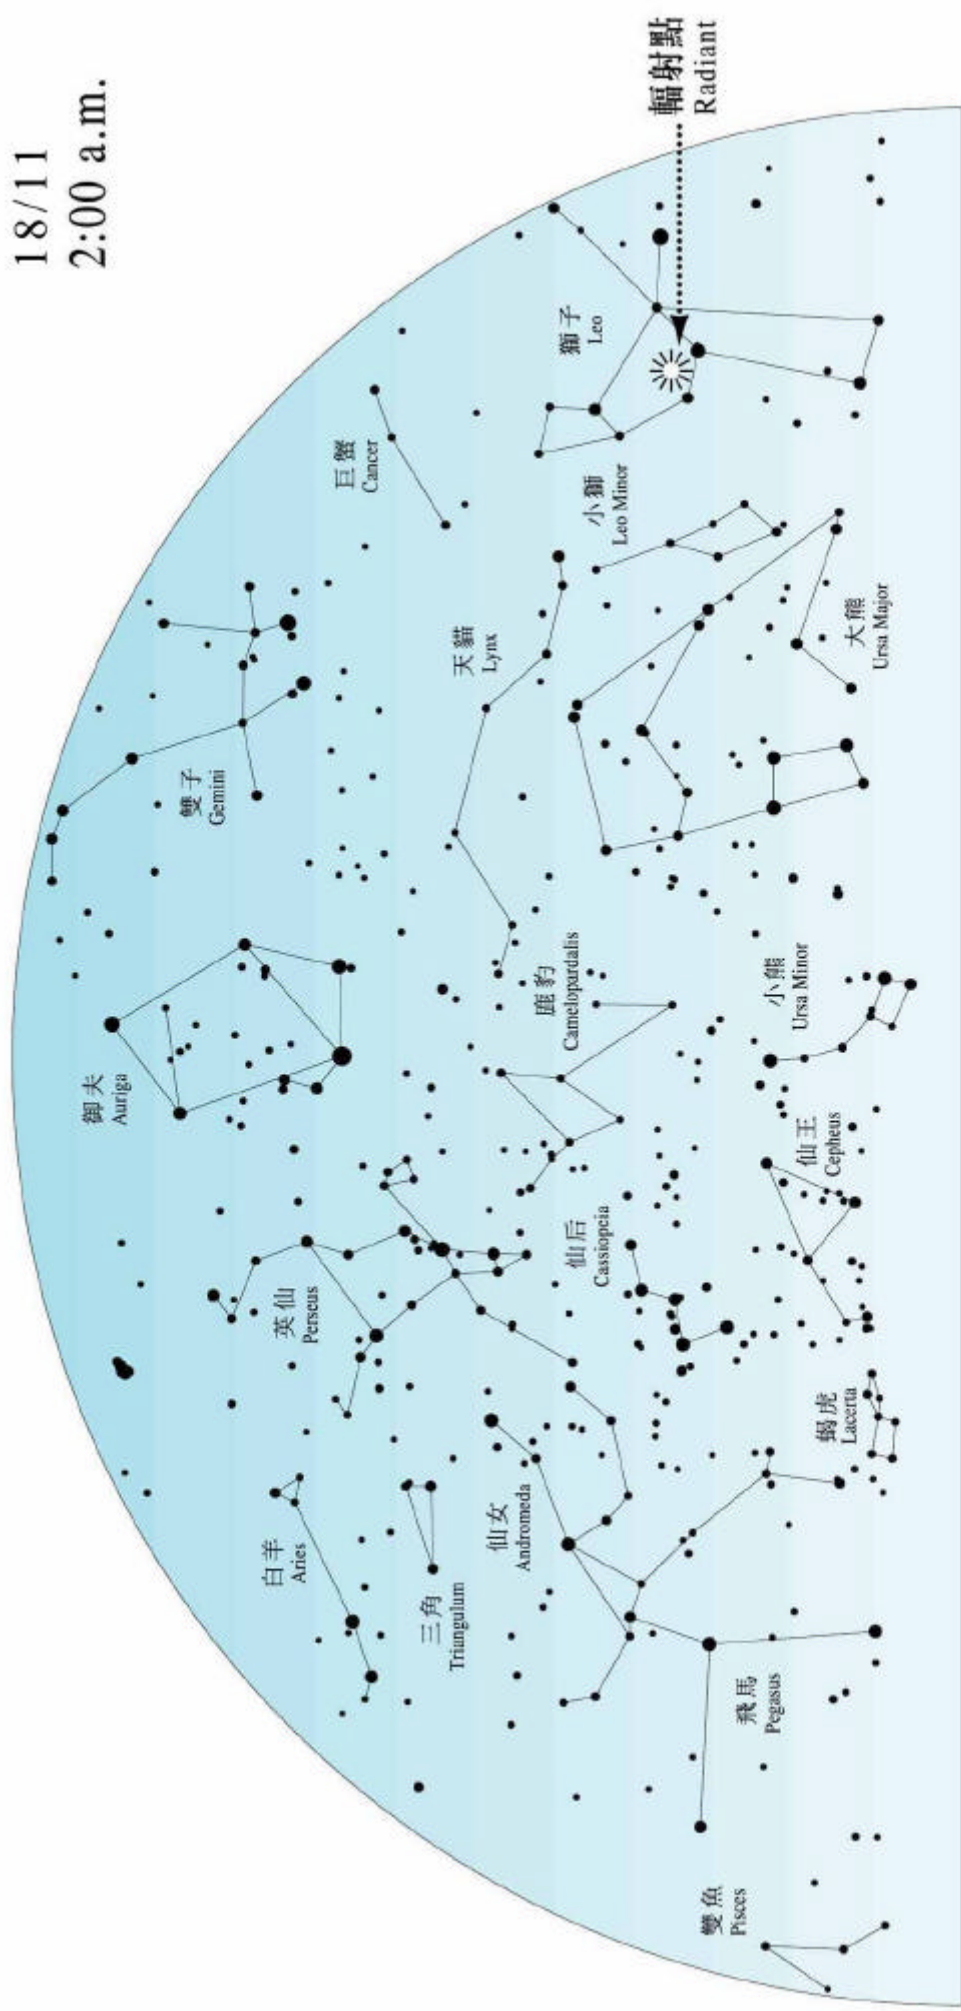 18/11
2:00 a.m.
御夫
Auriga
雙子
Gemini
白羊
Aries
英仙
Perseus
巨蟹
Cancer
三角
Triangulum
天貓
Lynx
仙女
Andromeda
鹿豹
Camelopardalis
獅子
Leo
仙后
Cassiopeia
小獅
Leo Minor
輻射點
Radiant
雙魚
Pisces
飛馬
Pegasus
小熊
Ursa Minor
仙王
Cepheus
蝎虎
Lacerta
大熊
Ursa Major